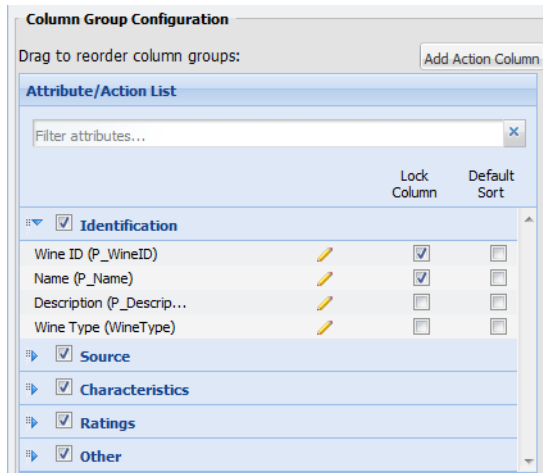 Column Group Configuration
Drag to reorder column groups:
Add Action Column
Attribute/Action List
Filter attributes...
Lock Column
Default Sort
Identification
Wine ID (P_WineID)
Name (P_Name)
Description (P_Descrip...
Wine Type (WineType)
Source
Characteristics
Ratings
Other